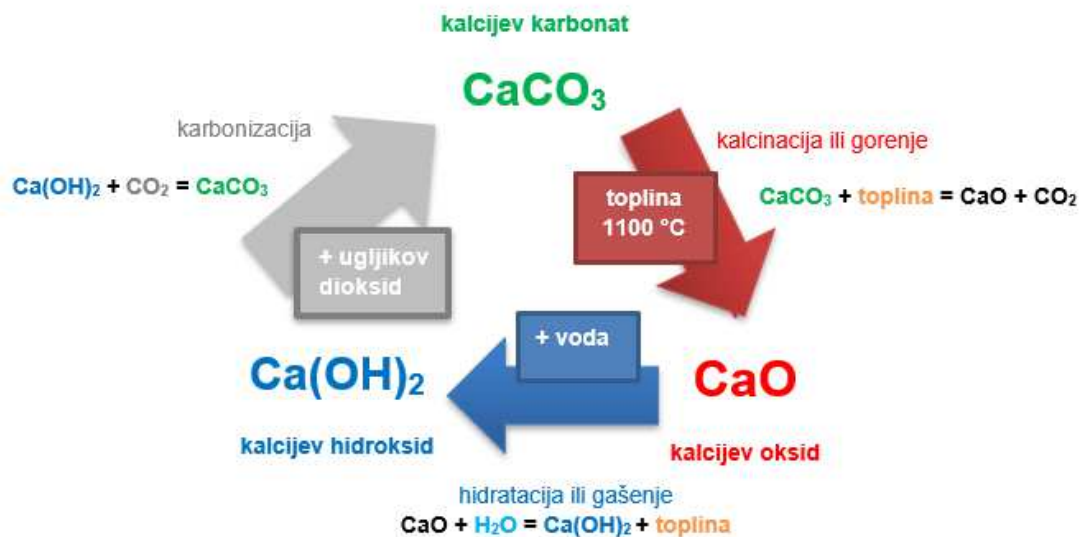 kalcijev karbonat
CaCO₃
karbonizacija
Ca(OH)₂ + CO₂ = CaCO₃
kalcinacija ili gorenje
CaCO₃ + toplina = CaO + CO₂
toplina
1100 °C
+ ugljikov
dioksid
+ voda
Ca(OH)₂
kalcijev hidroksid
CaO
kalcijev oksid
hidratacija ili gašenje
CaO + H₂O = Ca(OH)₂ + toplina